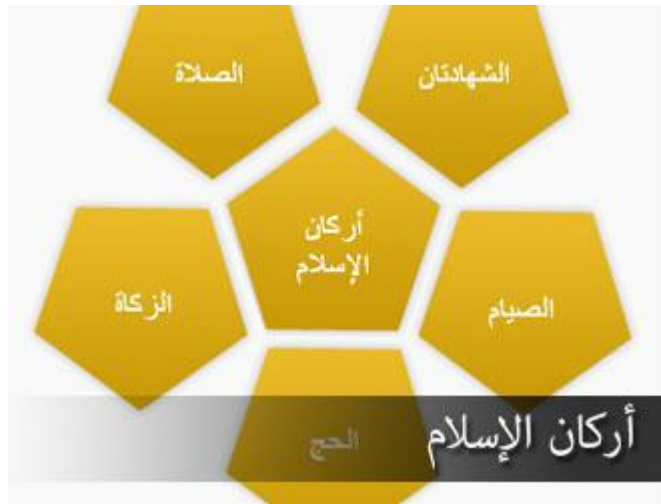 الشهادتان
الصلاة
أركان
الإسلام
الصيام
الزكاة
الحج
أركان الإسلام